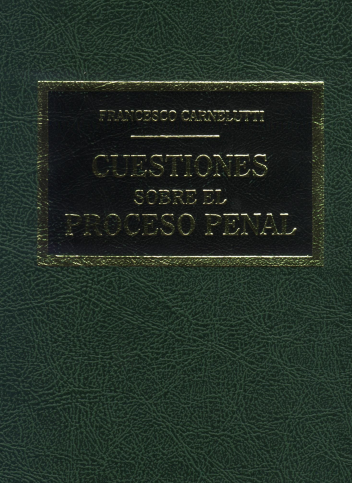 FRANCESCO CARNELUTTI
CUESTIONES
SOBRE EL
PROCESO PENAL